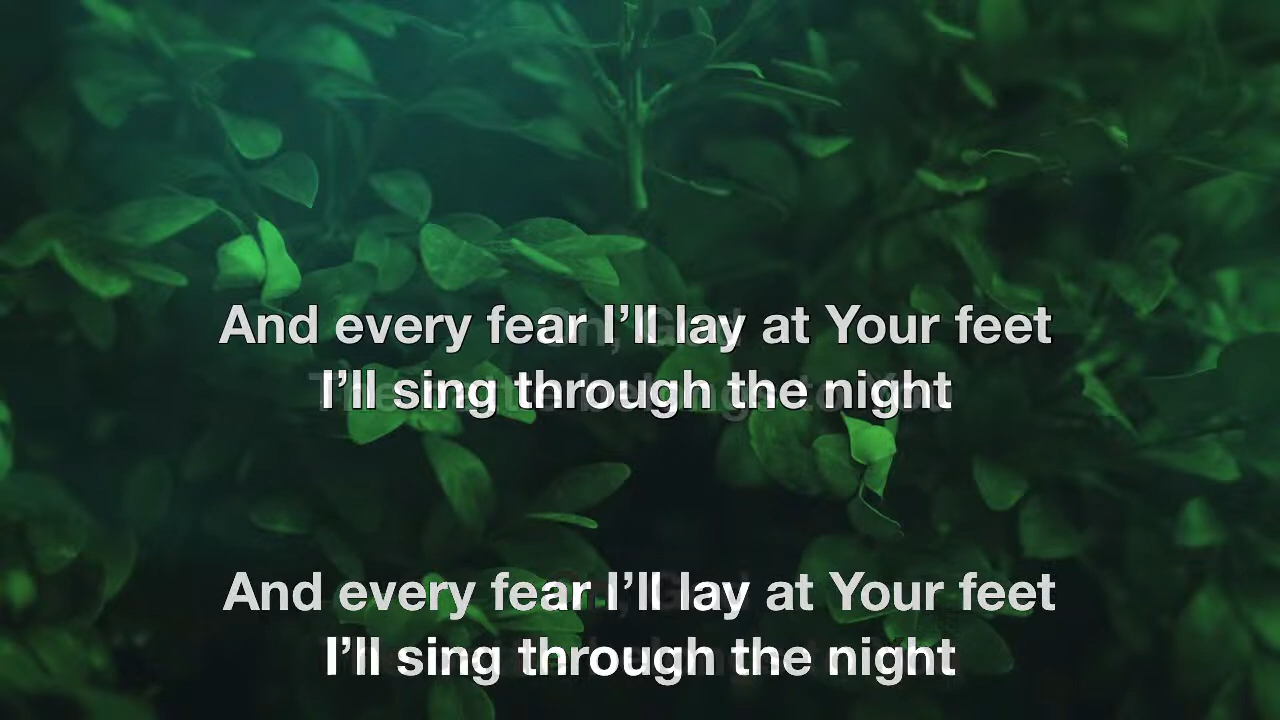 And every fear I’ll lay at Your feet
I’ll sing through the night
And every fear I’ll lay at Your feet
I’ll sing through the night